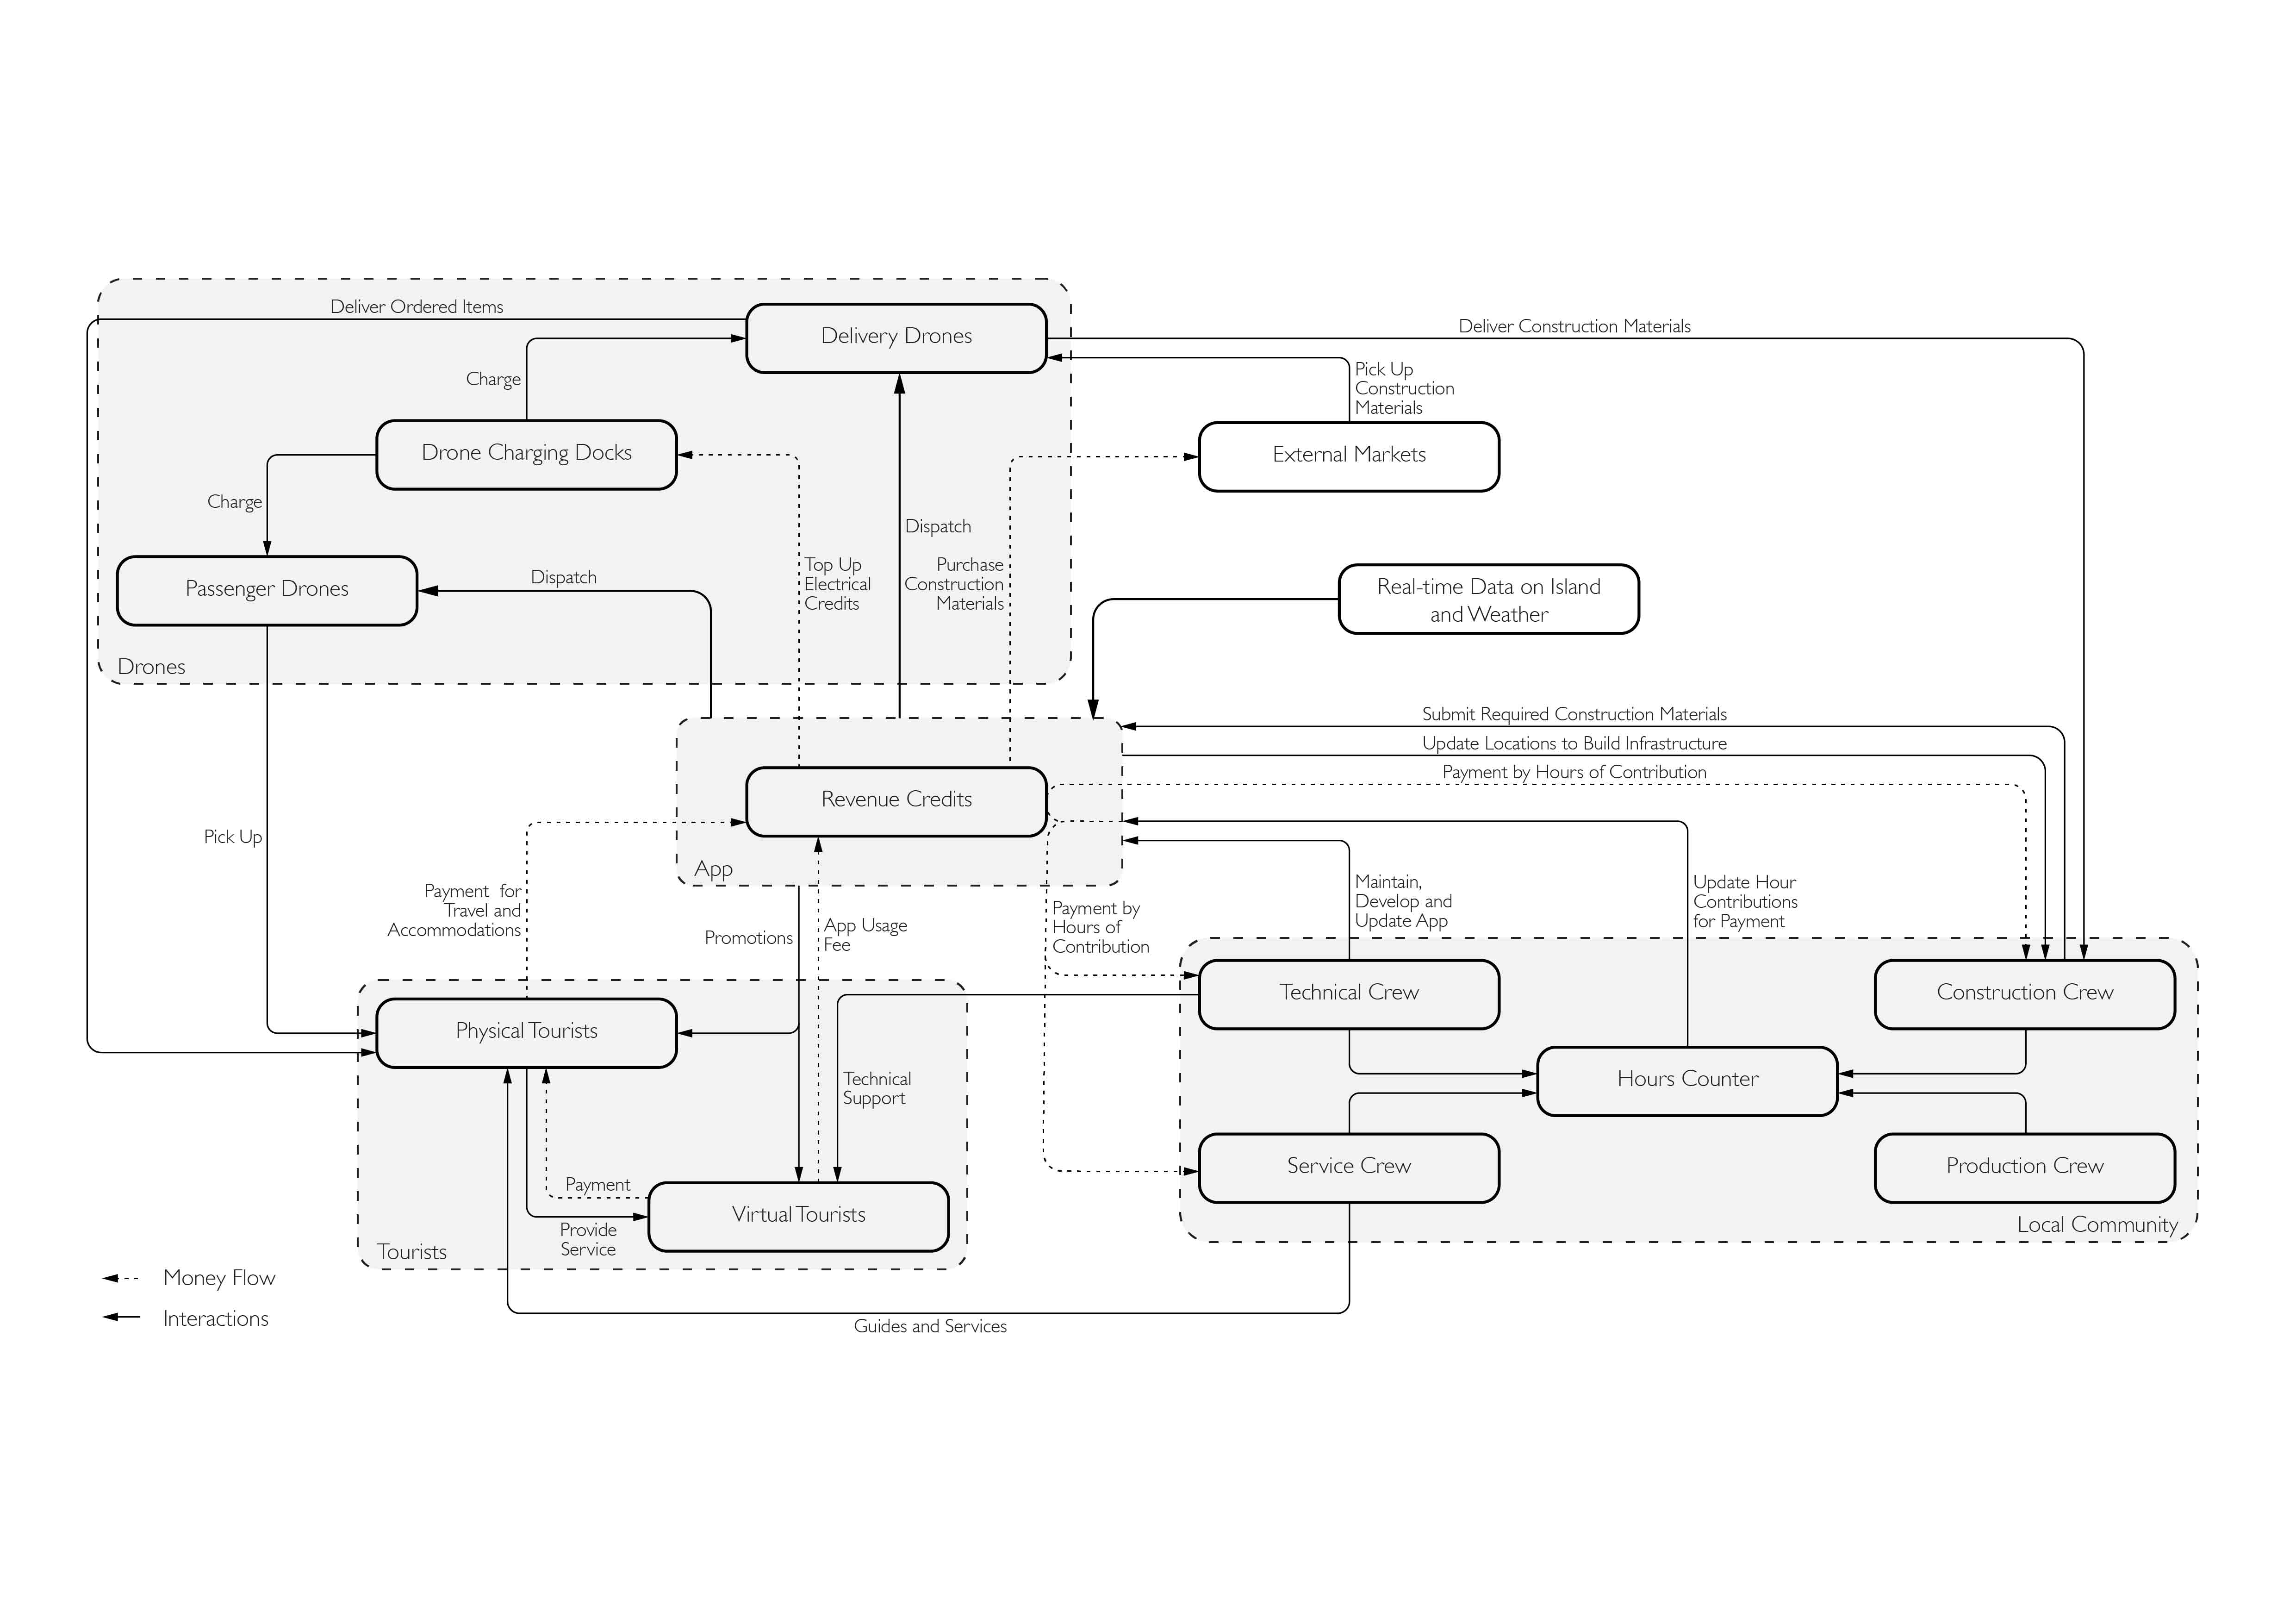 Deliver Ordered Items
Delivery Drones
Deliver Construction Materials
Charge
Pick Up
Construction
Materials
Drone Charging Docks
External Markets
Charge
Dispatch
Top Up
Electrical
Credits
Purchase
Construction
Materials
Dispatch
Passenger Drones
Real-time Data on Island
and Weather
Drones
Submit Required Construction Materials
Update Locations to Build Infrastructure
Payment by Hours of Contribution
Revenue Credits
Pick Up
App
Payment for
Travel and
Accommodations
Promotions
App Usage
Fee
Payment by
Hours of
Contribution
Maintain,
Develop and
Update App
Update Hour
Contributions
for Payment
Technical Crew
Construction Crew
Physical Tourists
Technical
Support
Hours Counter
Service Crew
Production Crew
Payment
Virtual Tourists
Provide
Service
Local Community
Tourists
Money Flow
Interactions
Guides and Services